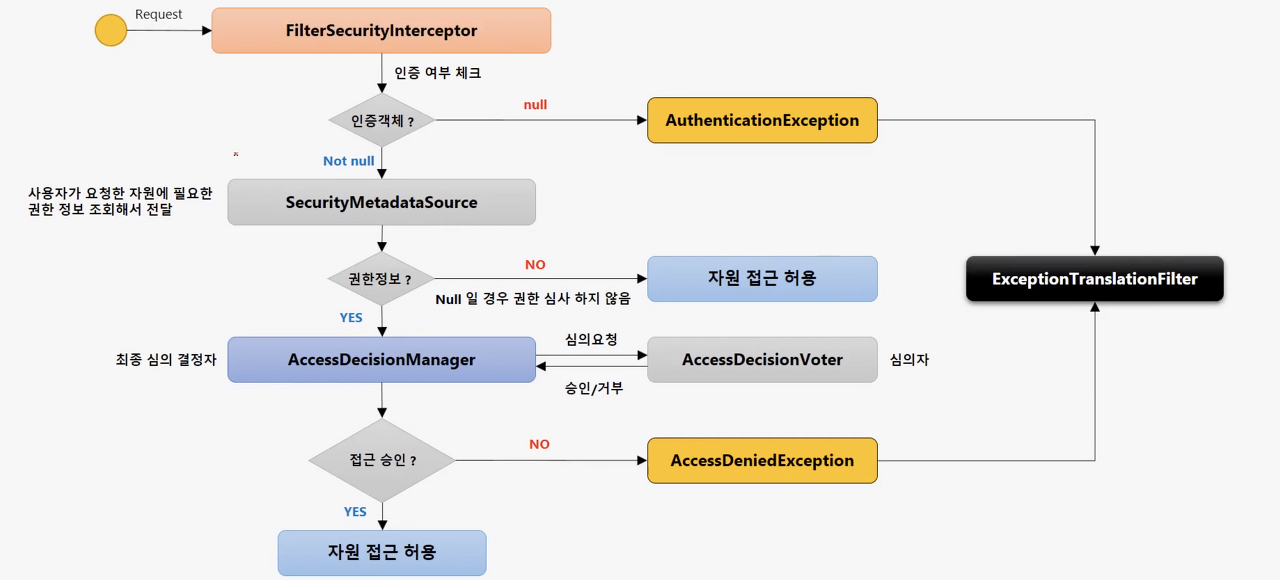 Request
FilterSecurityInterceptor
인증 여부 체크
인증객체 ?
null
AuthenticationException
Not null
사용자가 요청한 자원에 필요한
권한 정보 조회해서 전달
SecurityMetadataSource
권한정보 ?
NO
Null 일 경우 권한 심사 하지 않음
자원 접근 허용
ExceptionTranslationFilter
YES
최종 심의 결정자
AccessDecisionManager
심의요청
승인/거부
AccessDecisionVoter
심의자
접근 승인 ?
NO
AccessDeniedException
YES
자원 접근 허용